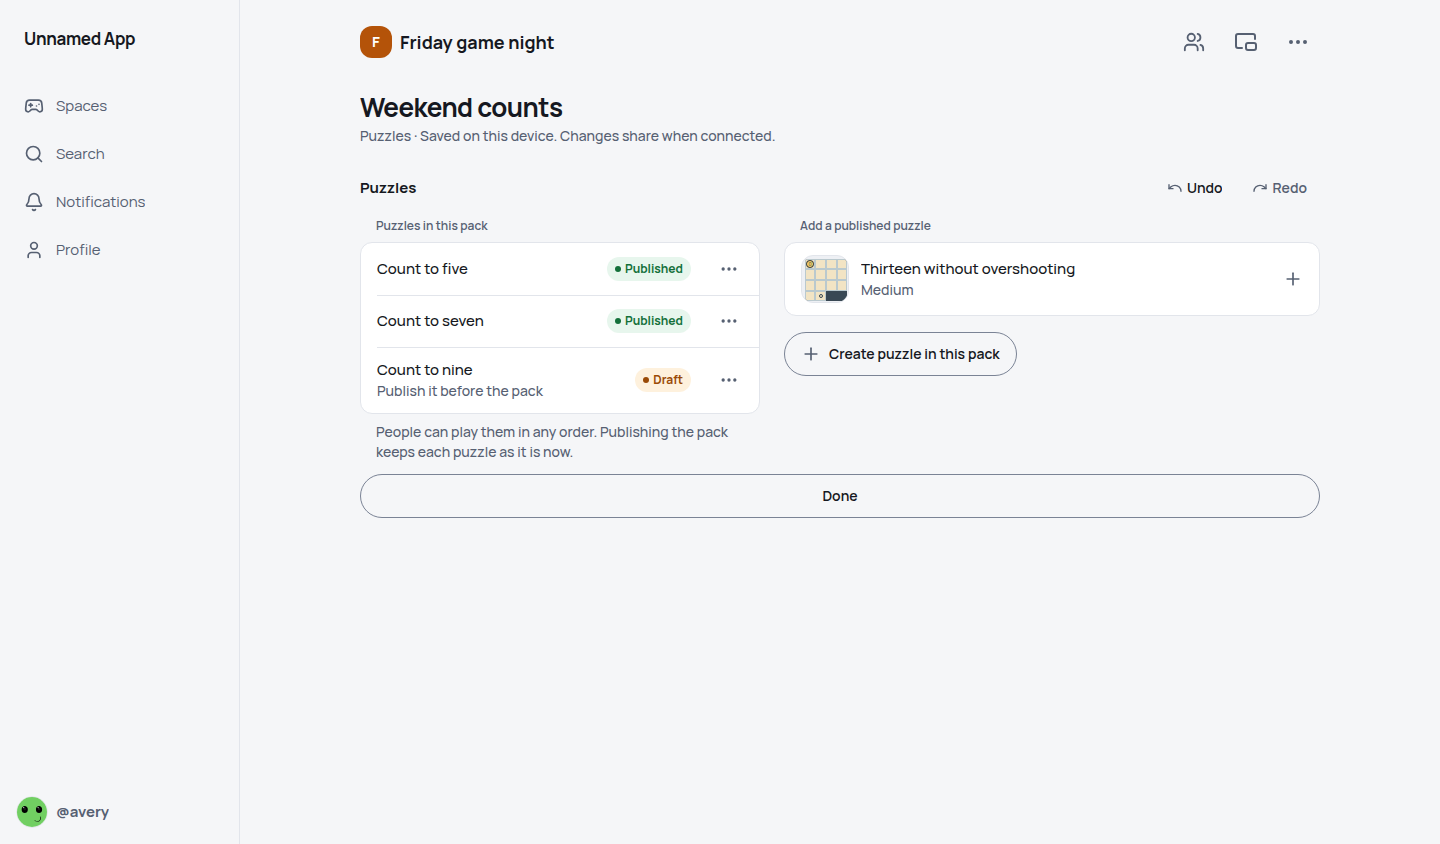 Unnamed App
Spaces
Search
Notifications
Profile
@avery
F Friday game night
Weekend counts
Puzzles · Saved on this device. Changes share when connected.
Puzzles
Undo
Redo
Puzzles in this pack
Count to five
Published
Count to seven
Published
Count to nine
Publish it before the pack
Draft
People can play them in any order. Publishing the pack
keeps each puzzle as it is now.
Add a published puzzle
Thirteen without overshooting
Medium
Create puzzle in this pack
Done